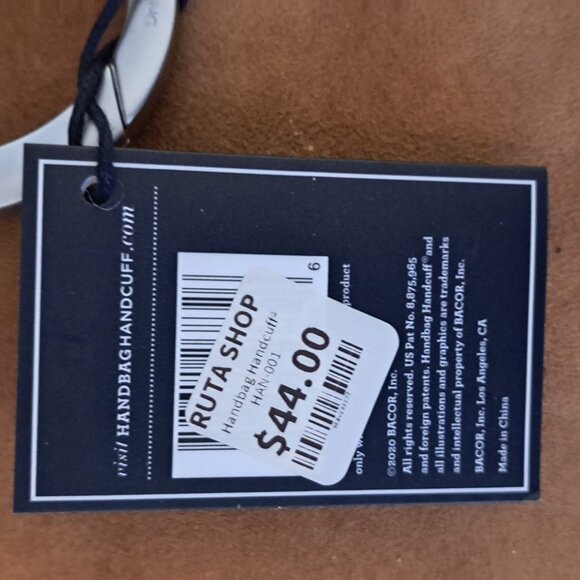 visit HANDBAGHANDCUFF.com
6
RUTA SHOP
Handbag Handcuffs
HAN-001
$44.00
product
only
©2020 BACOR, Inc.
All rights reserved. US Pat No. 8,875,965
and foreign patents. Handbag Handcuff® and
all illustrations and graphics are trademarks
and intellectual property of BACOR, Inc.
BACOR, Inc. Los Angeles, CA
Made in China